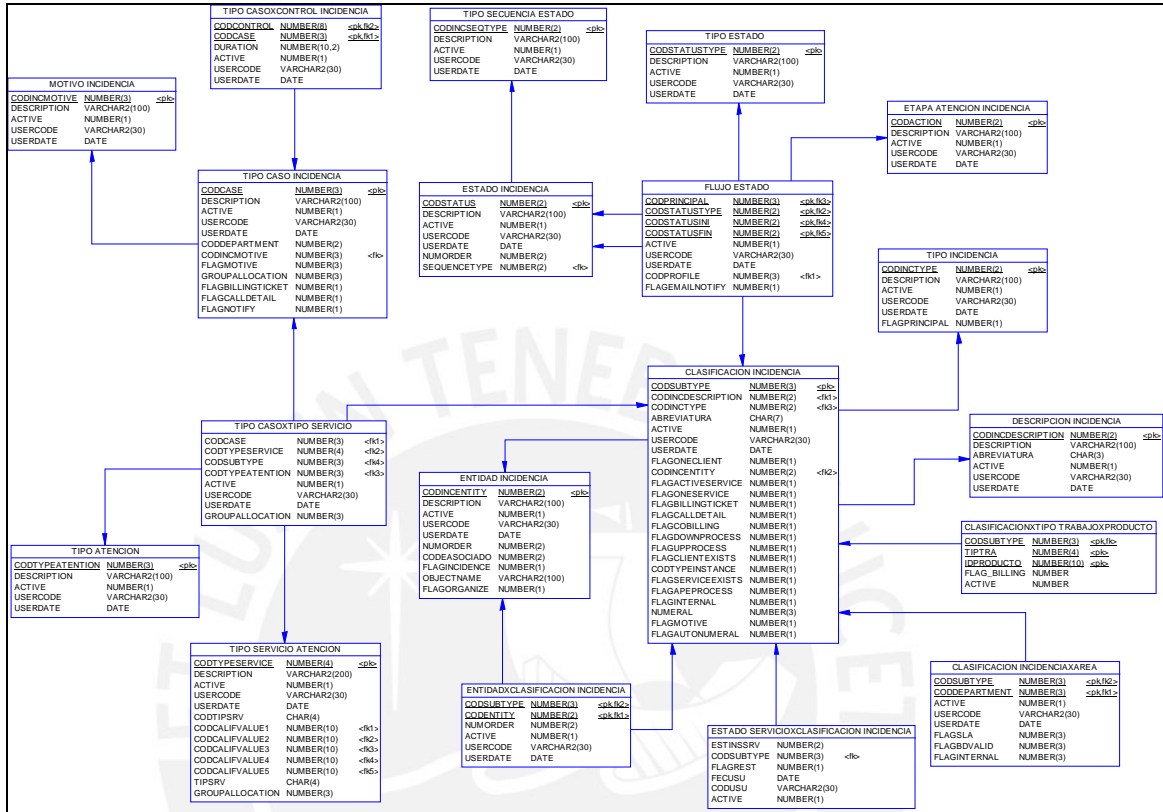 TIPO CASOXCONTROL INCIDENCIA
CODCONTROL NUMBER(8) <pk,fk2>
CODCASE NUMBER(3) <pk,fk1>
DURATION NUMBER(10,2)
ACTIVE NUMBER(1)
USERCODE VARCHAR2(30)
USERDATE DATE
TIPO SECUENCIA ESTADO
CODINCSEQTYPE NUMBER(2) <pk>
DESCRIPTION VARCHAR2(100)
ACTIVE NUMBER(1)
USERCODE VARCHAR2(30)
USERDATE DATE
TIPO ESTADO
CODSTATUSTYPE NUMBER(2) <pk>
DESCRIPTION VARCHAR2(100)
ACTIVE NUMBER(1)
USERCODE VARCHAR2(30)
USERDATE DATE
MOTIVO INCIDENCIA
CODINCMOTIVE NUMBER(3) <pk>
DESCRIPTION VARCHAR2(100)
ACTIVE NUMBER(1)
USERCODE VARCHAR2(30)
USERDATE DATE
ETAPA ATENCION INCIDENCIA
CODACTION NUMBER(2) <pk>
DESCRIPTION VARCHAR2(100)
ACTIVE NUMBER(1)
USERCODE VARCHAR2(30)
USERDATE DATE
TIPO CASO INCIDENCIA
CODCASE NUMBER(3) <pk>
DESCRIPTION VARCHAR2(100)
ACTIVE NUMBER(1)
USERCODE VARCHAR2(30)
USERDATE DATE
CODDEPARTMENT NUMBER(2)
CODINCMOTIVE NUMBER(3) <fk>
FLAGMOTIVE NUMBER(3)
GROUPALLOCATION NUMBER(3)
FLAGBILLINGTICKET NUMBER(1)
FLAGCALLDETAIL NUMBER(1)
FLAGNOTIFY NUMBER(1)
ESTADO INCIDENCIA
CODSTATUS NUMBER(2) <pk>
DESCRIPTION VARCHAR2(100)
ACTIVE NUMBER(1)
USERCODE VARCHAR2(30)
USERDATE DATE
NUMORDER NUMBER(2)
SEQUENCETYPE NUMBER(2) <fk>
FLUJO ESTADO
CODPRINCIPAL NUMBER(3) <pk,fk3>
CODSTATUSTYPE NUMBER(2) <pk,fk2>
CODSTATUSINI NUMBER(2) <pk,fk4>
CODSTATUSFIN NUMBER(2) <pk,fk5>
ACTIVE NUMBER(1)
USERCODE VARCHAR2(30)
USERDATE DATE
CODPROFILE NUMBER(3) <fk1>
FLAGEMAILNOTIFY NUMBER(1)
TIPO INCIDENCIA
CODINCTYPE NUMBER(2) <pk>
DESCRIPTION VARCHAR2(100)
ACTIVE NUMBER(1)
USERCODE VARCHAR2(30)
USERDATE DATE
FLAGPRINCIPAL NUMBER(1)
CLASIFICACION INCIDENCIA
CODSUBTYPE NUMBER(3) <pk>
CODINCDESCRIPTION NUMBER(2) <fk1>
CODINCTYPE NUMBER(2) <fk3>
ABREVIATURA CHAR(7)
ACTIVE NUMBER(1)
USERCODE VARCHAR2(30)
USERDATE DATE
FLAGONECLIENT NUMBER(1)
CODINCENTITY NUMBER(2) <fk2>
FLAGACTIVESERVICE NUMBER(1)
FLAGONESERVICE NUMBER(1)
FLAGBILLINGTICKET NUMBER(1)
FLAGCALLDETAIL NUMBER(1)
FLAGCOBILLING NUMBER(1)
FLAGDOWNPROCESS NUMBER(1)
FLAGUPPROCESS NUMBER(1)
FLAGCLIENTEXISTS NUMBER(1)
CODTYPEINSTANCE NUMBER(1)
FLAGSERVICEEXISTS NUMBER(1)
FLAGAPEPROCESS NUMBER(1)
FLAGINTERNAL NUMBER(1)
NUMERAL NUMBER(3)
FLAGMOTIVE NUMBER(1)
FLAGAUTONUMERAL NUMBER(1)
TIPO CASOXTIPO SERVICIO
CODCASE NUMBER(3) <fk1>
CODTYPESERVICE NUMBER(4) <fk2>
CODSUBTYPE NUMBER(3) <fk4>
CODTYPEATENTION NUMBER(3) <fk3>
ACTIVE NUMBER(1)
USERCODE VARCHAR2(30)
USERDATE DATE
GROUPALLOCATION NUMBER(3)
DESCRIPCION INCIDENCIA
CODINCDESCRIPTION NUMBER(2) <pk>
DESCRIPTION VARCHAR2(100)
ABREVIATURA CHAR(3)
ACTIVE NUMBER(1)
USERCODE VARCHAR2(30)
USERDATE DATE
ENTIDAD INCIDENCIA
CODINCENTITY NUMBER(2) <pk>
DESCRIPTION VARCHAR2(100)
ACTIVE NUMBER(1)
USERCODE VARCHAR2(30)
USERDATE DATE
NUMORDER NUMBER(2)
CODEASOCIADO NUMBER(2)
FLAGINCIDENCE NUMBER(1)
OBJECTNAME VARCHAR2(100)
FLAGORGANIZE NUMBER(1)
CLASIFICACIONXTIPO TRABAJOXPRODUCTO
CODSUBTYPE NUMBER(3) <pk,fk>
TIPTRA NUMBER(4) <pk>
IDPRODUCTO NUMBER(10) <pk>
FLAG_BILLING NUMBER
ACTIVE NUMBER
TIPO ATENCION
CODTYPEATENTION NUMBER(3) <pk>
DESCRIPTION VARCHAR2(100)
ACTIVE NUMBER(1)
USERCODE VARCHAR2(30)
USERDATE DATE
TIPO SERVICIO ATENCION
CODTYPESERVICE NUMBER(4) <pk>
DESCRIPTION VARCHAR2(200)
ACTIVE NUMBER(1)
USERCODE VARCHAR2(30)
USERDATE DATE
CODTIPSRV CHAR(4)
CODCALIFVALUE1 NUMBER(10) <fk1>
CODCALIFVALUE2 NUMBER(10) <fk2>
CODCALIFVALUE3 NUMBER(10) <fk3>
CODCALIFVALUE4 NUMBER(10) <fk4>
CODCALIFVALUE5 NUMBER(10) <fk5>
TIPSRV CHAR(4)
GROUPALLOCATION NUMBER(3)
ENTIDADXCLASIFICACION INCIDENCIA
CODSUBTYPE NUMBER(3) <pk,fk2>
CODENTITY NUMBER(2) <pk,fk1>
NUMORDER NUMBER(2)
ACTIVE NUMBER(1)
USERCODE VARCHAR2(30)
USERDATE DATE
ESTADO SERVICIOXCLASIFICACION INCIDENCIA
ESTINSSRV NUMBER(2)
CODSUBTYPE NUMBER(3) <fk>
FLAGREST NUMBER(1)
FECUSU DATE
CODUSU VARCHAR2(30)
ACTIVE NUMBER(1)
CLASIFICACION INCIDENCIAXAREA
CODSUBTYPE NUMBER(3) <pk,fk2>
CODDEPARTMENT NUMBER(3) <pk,fk1>
ACTIVE NUMBER(1)
USERCODE VARCHAR2(30)
USERDATE DATE
FLAGSLA NUMBER(3)
FLAGBDVALID NUMBER(3)
FLAGINTERNAL NUMBER(3)